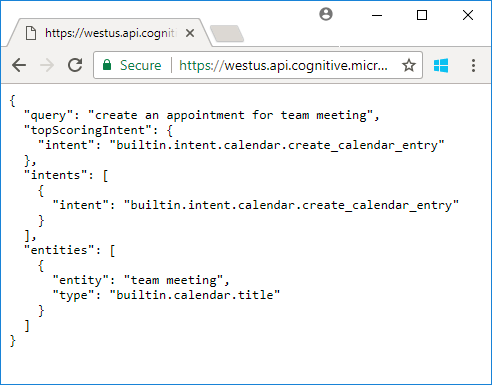 https://westus.api.cogniti
Secure
https://westus.api.cognitive.micr...
{
  "query": "create an appointment for team meeting",
  "topScoringIntent": {
    "intent": "builtin.intent.calendar.create_calendar_entry"
  },
  "intents": [
    {
      "intent": "builtin.intent.calendar.create_calendar_entry"
    }
  ],
  "entities": [
    {
      "entity": "team meeting",
      "type": "builtin.calendar.title"
    }
  ]
}